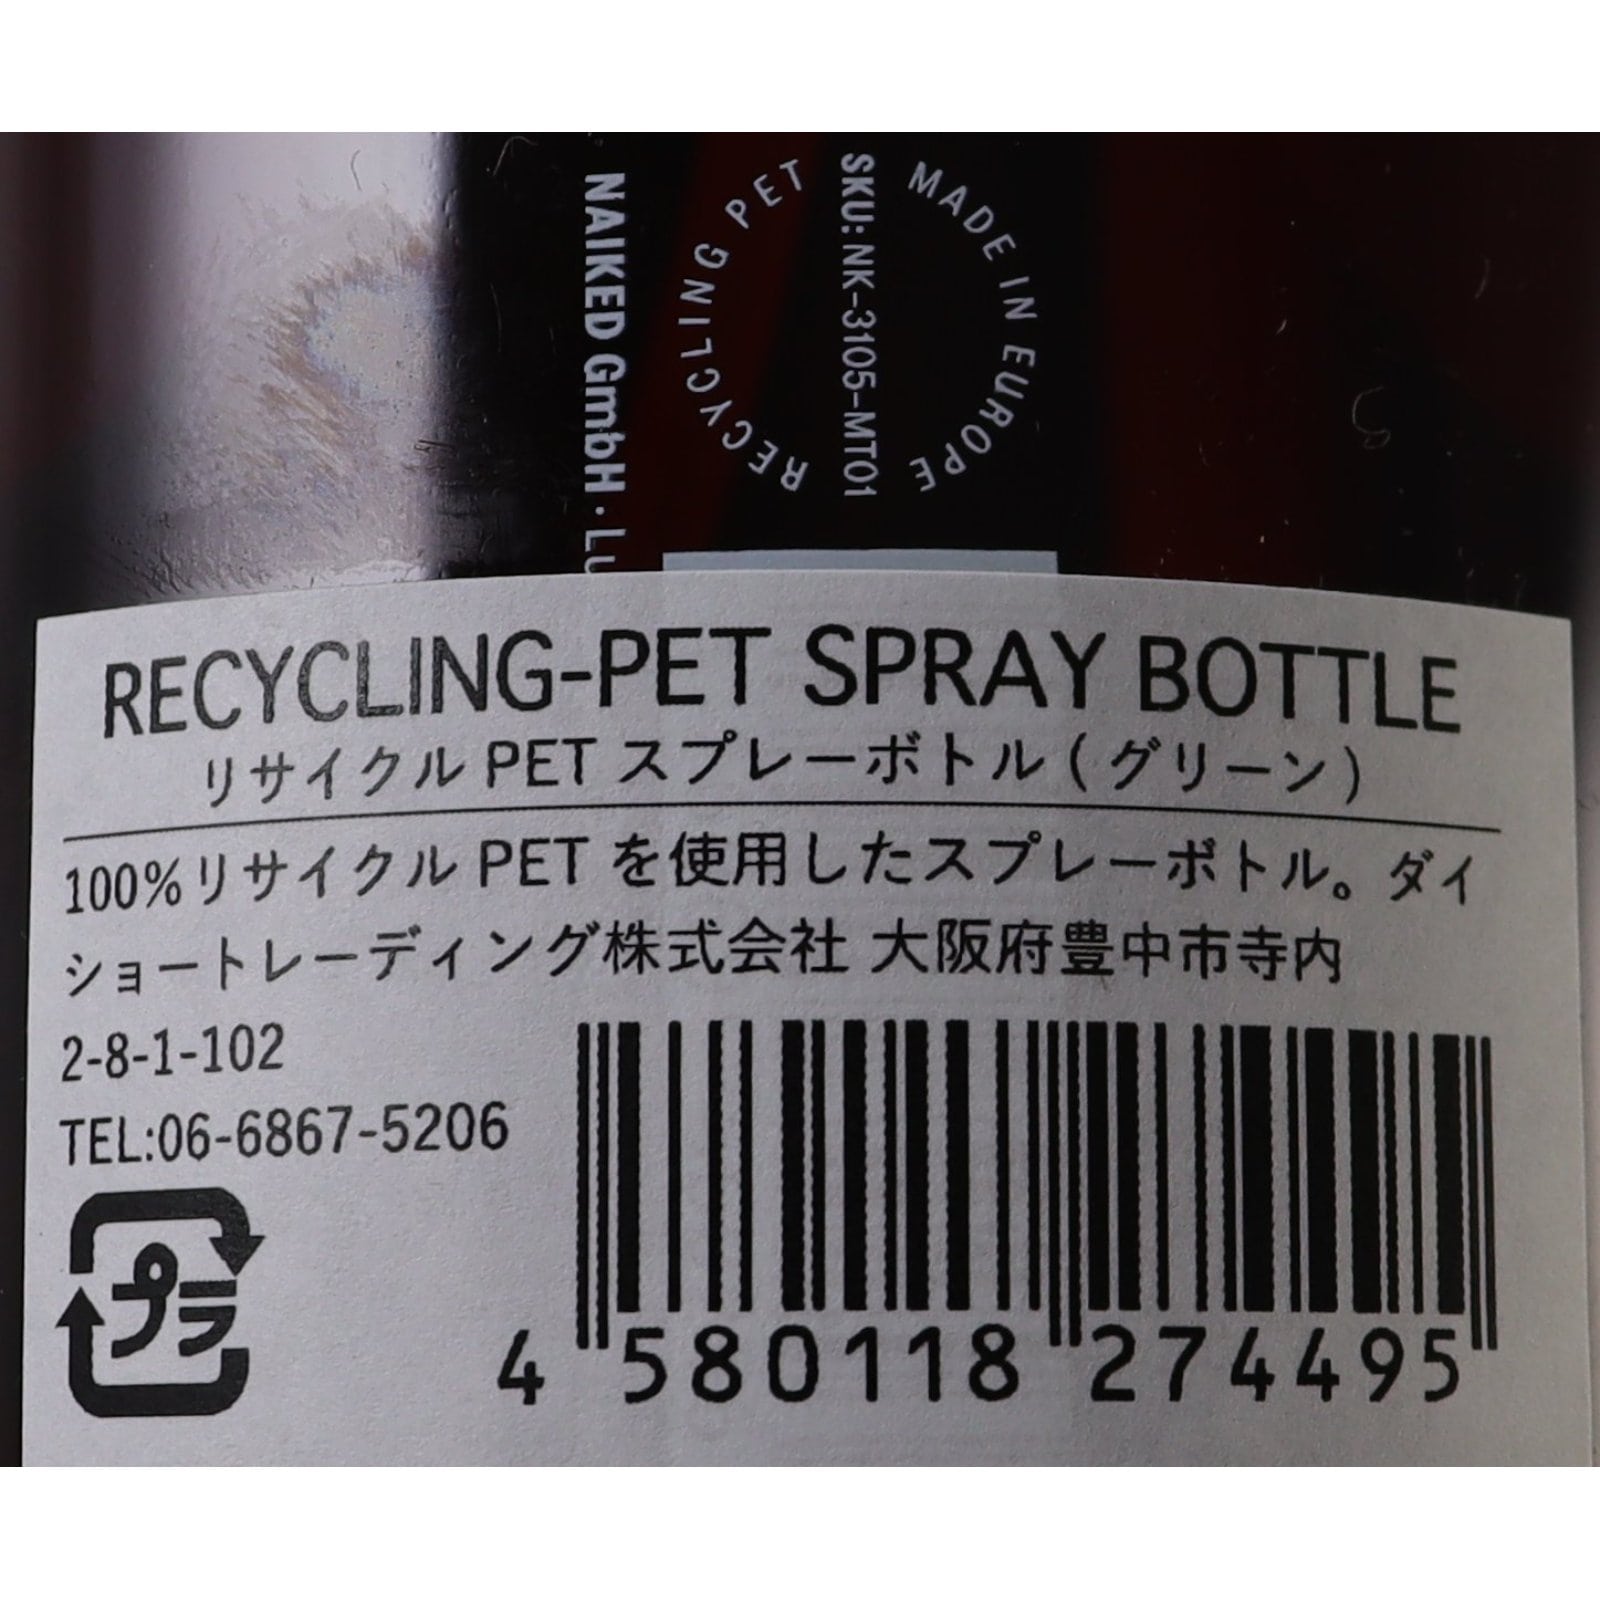 NAIKED GmbH · Lu
RECYCLING PET
SKU: NK-3105-MT01
MADE IN EUROPE
RECYCLING-PET SPRAY BOTTLE
リサイクル PET スプレーボトル ( グリーン )
100%リサイクル PET を使用したスプレーボトル。ダイ
ショートレーディング株式会社 大阪府豊中市寺内
2-8-1-102
TEL:06-6867-5206
プラ
4 580118 274495